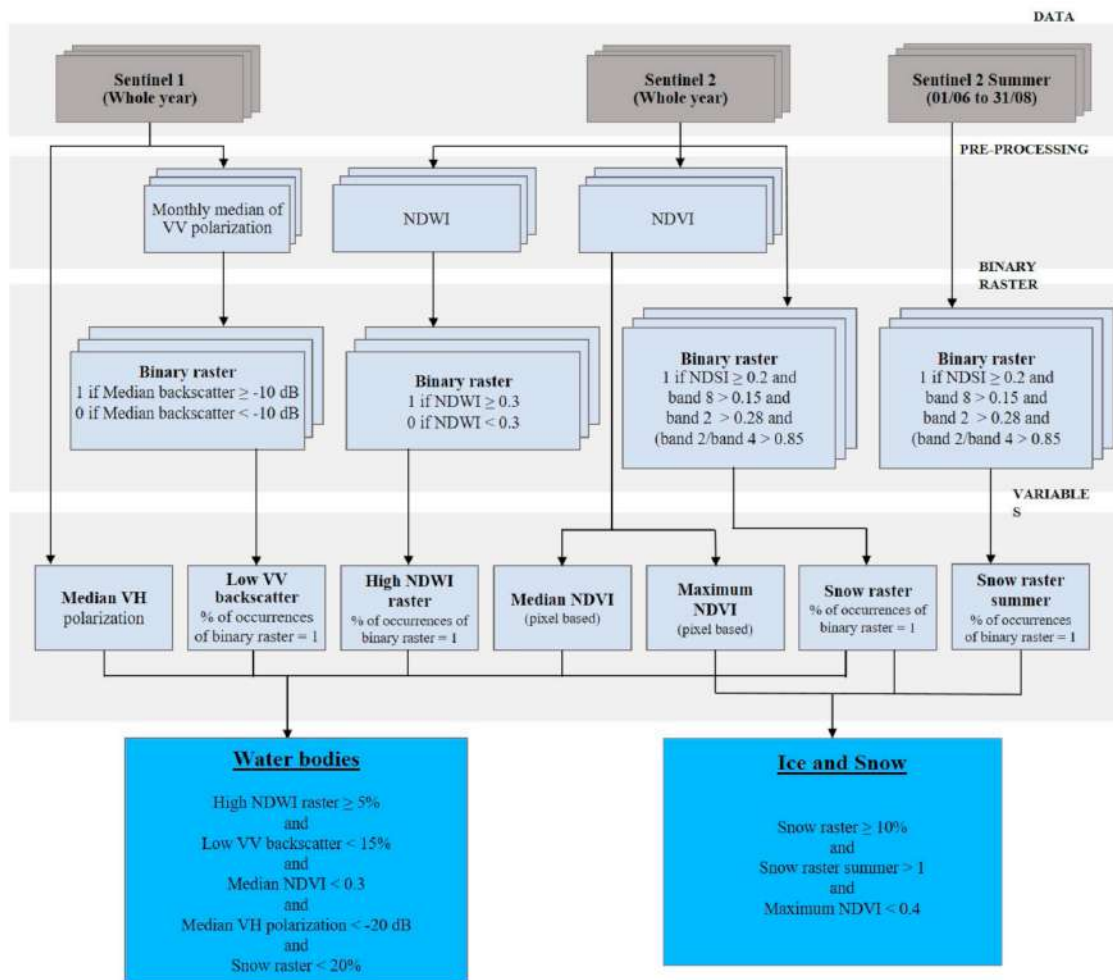 DATA
Sentinel 1
(Whole year)
Sentinel 2
(Whole year)
Sentinel 2 Summer
(01/06 to 31/08)
PRE-PROCESSING
Monthly median of
VV polarization
NDWI
NDVI
BINARY
RASTER
Binary raster
1 if Median backscatter ≥ -10 dB
0 if Median backscatter < -10 dB
Binary raster
1 if NDWI ≥ 0.3
0 if NDWI < 0.3
Binary raster
1 if NDSI ≥ 0.2 and
band 8 > 0.15 and
band 2 > 0.28 and
(band 2/band 4 > 0.85
Binary raster
1 if NDSI ≥ 0.2 and
band 8 > 0.15 and
band 2 > 0.28 and
(band 2/band 4 > 0.85
VARIABLE
S
Median VH
polarization
Low VV
backscatter
% of occurrences
of binary raster = 1
High NDWI
raster
% of occurrences of
binary raster = 1
Median NDVI
(pixel based)
Maximum
NDVI
(pixel based)
Snow raster
% of occurrences of
binary raster = 1
Snow raster
summer
% of occurrences
of binary raster = 1
Water bodies
High NDWI raster ≥ 5%
and
Low VV backscatter < 15%
and
Median NDVI < 0.3
and
Median VH polarization < -20 dB
and
Snow raster < 20%
Ice and Snow
Snow raster ≥ 10%
and
Snow raster summer > 1
and
Maximum NDVI < 0.4